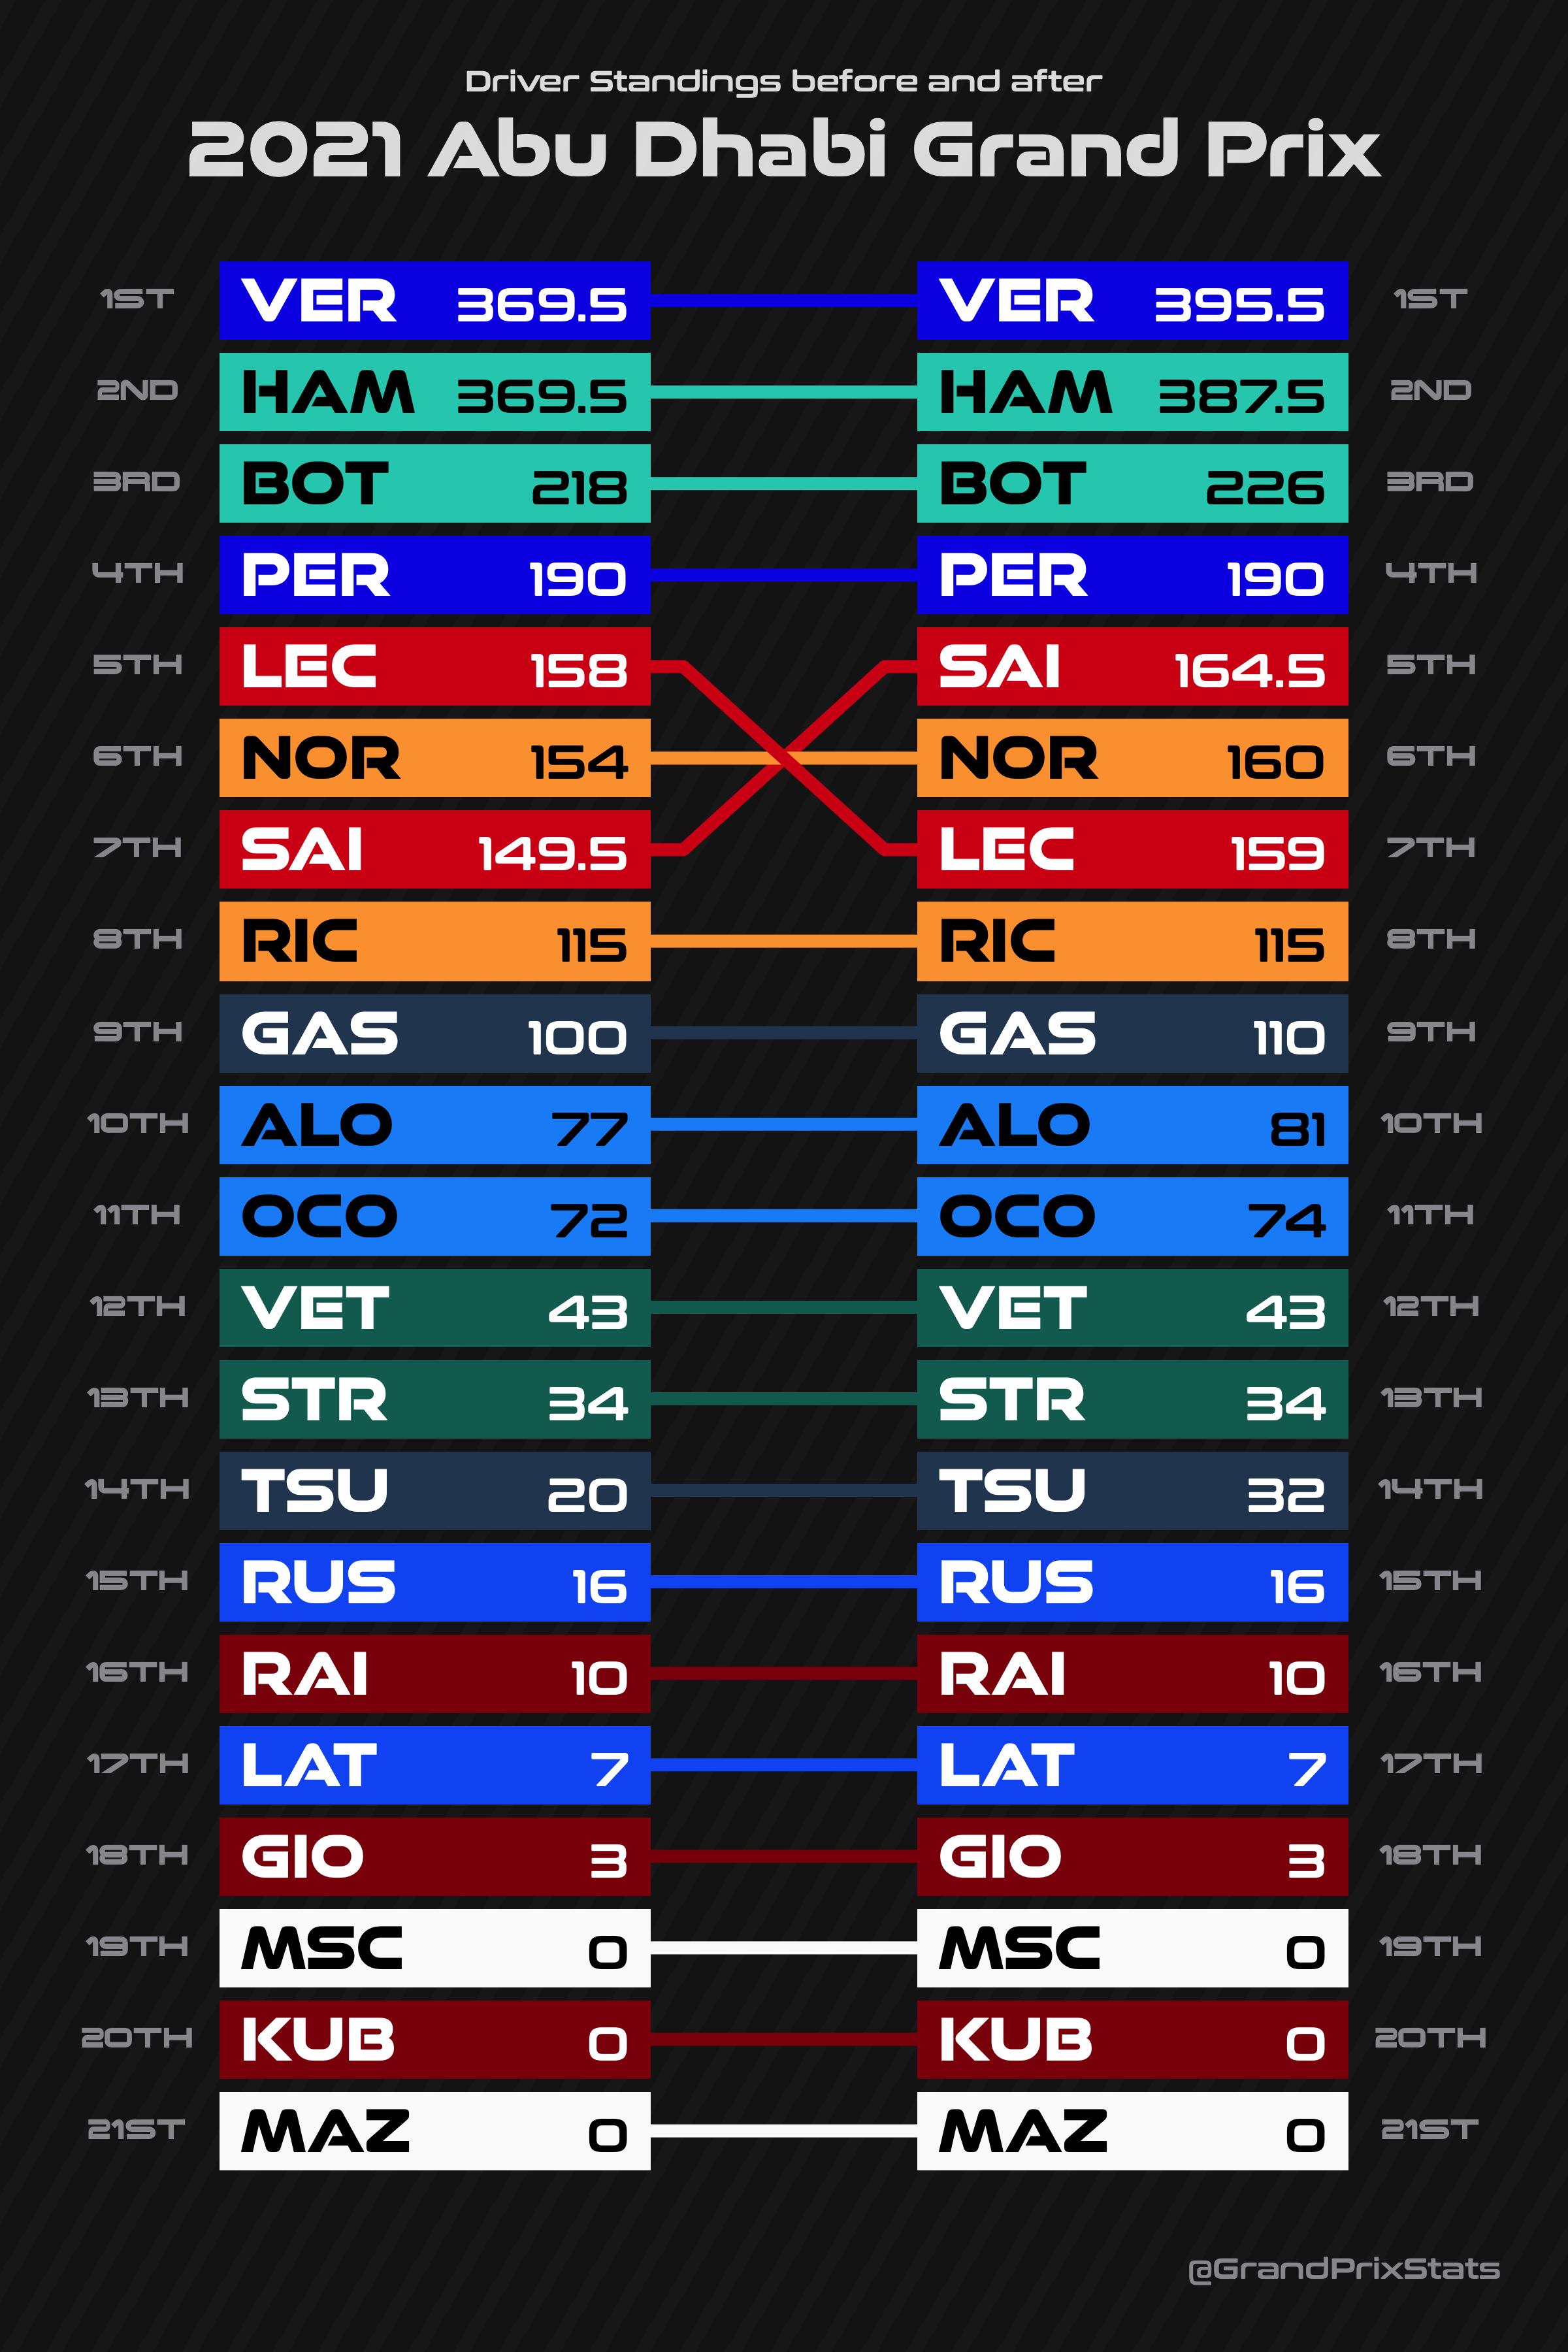 Driver Standings before and after
2021 Abu Dhabi Grand Prix
1ST VER 369.5 VER 395.5 1ST
2ND HAM 369.5 HAM 387.5 2ND
3RD BOT 218 BOT 226 3RD
4TH PER 190 PER 190 4TH
5TH LEC 158 SAI 164.5 5TH
6TH NOR 154 NOR 160 6TH
7TH SAI 149.5 LEC 159 7TH
8TH RIC 115 RIC 115 8TH
9TH GAS 100 GAS 110 9TH
10TH ALO 77 ALO 81 10TH
11TH OCO 72 OCO 74 11TH
12TH VET 43 VET 43 12TH
13TH STR 34 STR 34 13TH
14TH TSU 20 TSU 32 14TH
15TH RUS 16 RUS 16 15TH
16TH RAI 10 RAI 10 16TH
17TH LAT 7 LAT 7 17TH
18TH GIO 3 GIO 3 18TH
19TH MSC 0 MSC 0 19TH
20TH KUB 0 KUB 0 20TH
21ST MAZ 0 MAZ 0 21ST
@GrandPrixStats